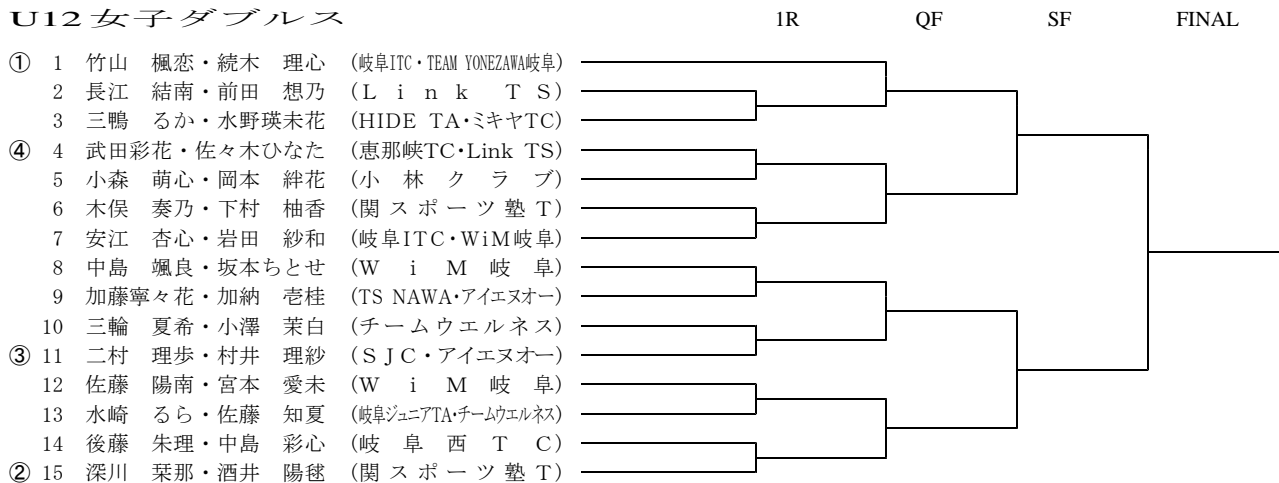 U12女子ダブルス 1R QF SF FINAL
① 1 竹山 楓恋・続木 理心 (岐阜ITC・TEAM YONEZAWA岐阜)
2 長江 結南・前田 想乃 (Link TS)
3 三鴨 るか・水野瑛未花 (HIDE TA・ミキヤTC)
④ 4 武田彩花・佐々木ひなた (恵那峡TC・Link TS)
5 小森 萌心・岡本 絆花 (小林クラブ)
6 木俣 奏乃・下村 柚香 (関スポーツ塾T)
7 安江 杏心・岩田 紗和 (岐阜ITC・WiM岐阜)
8 中島 颯良・坂本ちとせ (WiM岐阜)
9 加藤寧々花・加納 壱桂 (TS NAWA・アイエヌオー)
10 三輪 夏希・小澤 茉白 (チームウエルネス)
③ 11 二村 理歩・村井 理紗 (SJC・アイエヌオー)
12 佐藤 陽南・宮本 愛未 (WiM岐阜)
13 水崎 るら・佐藤 知夏 (岐阜ジュニアTA・チームウエルネス)
14 後藤 朱理・中島 彩心 (岐阜西TC)
② 15 深川 栞那・酒井 陽毬 (関スポーツ塾T)